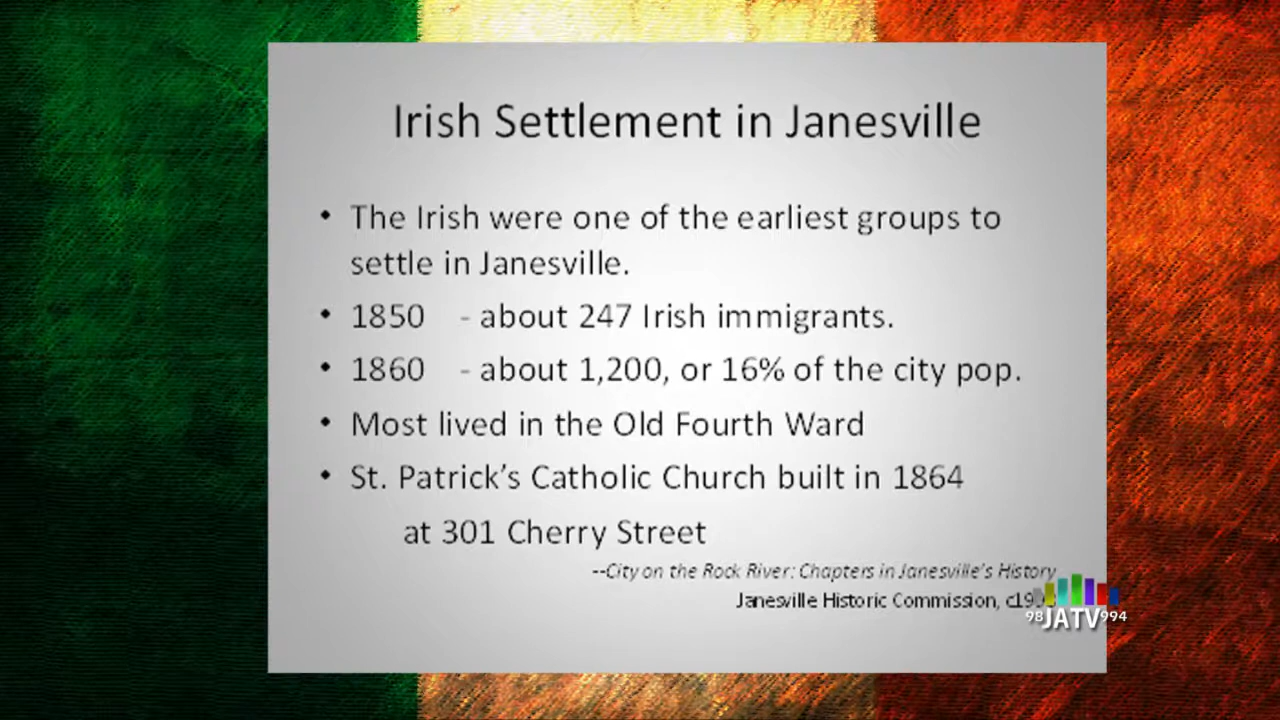 Irish Settlement in Janesville
• The Irish were one of the earliest groups to
settle in Janesville.
• 1850 - about 247 Irish immigrants.
• 1860 - about 1,200, or 16% of the city pop.
• Most lived in the Old Fourth Ward
• St. Patrick's Catholic Church built in 1864
at 301 Cherry Street
--City on the Rock River: Chapters in Janesville's History
Janesville Historic Commission,
98 JATV 994